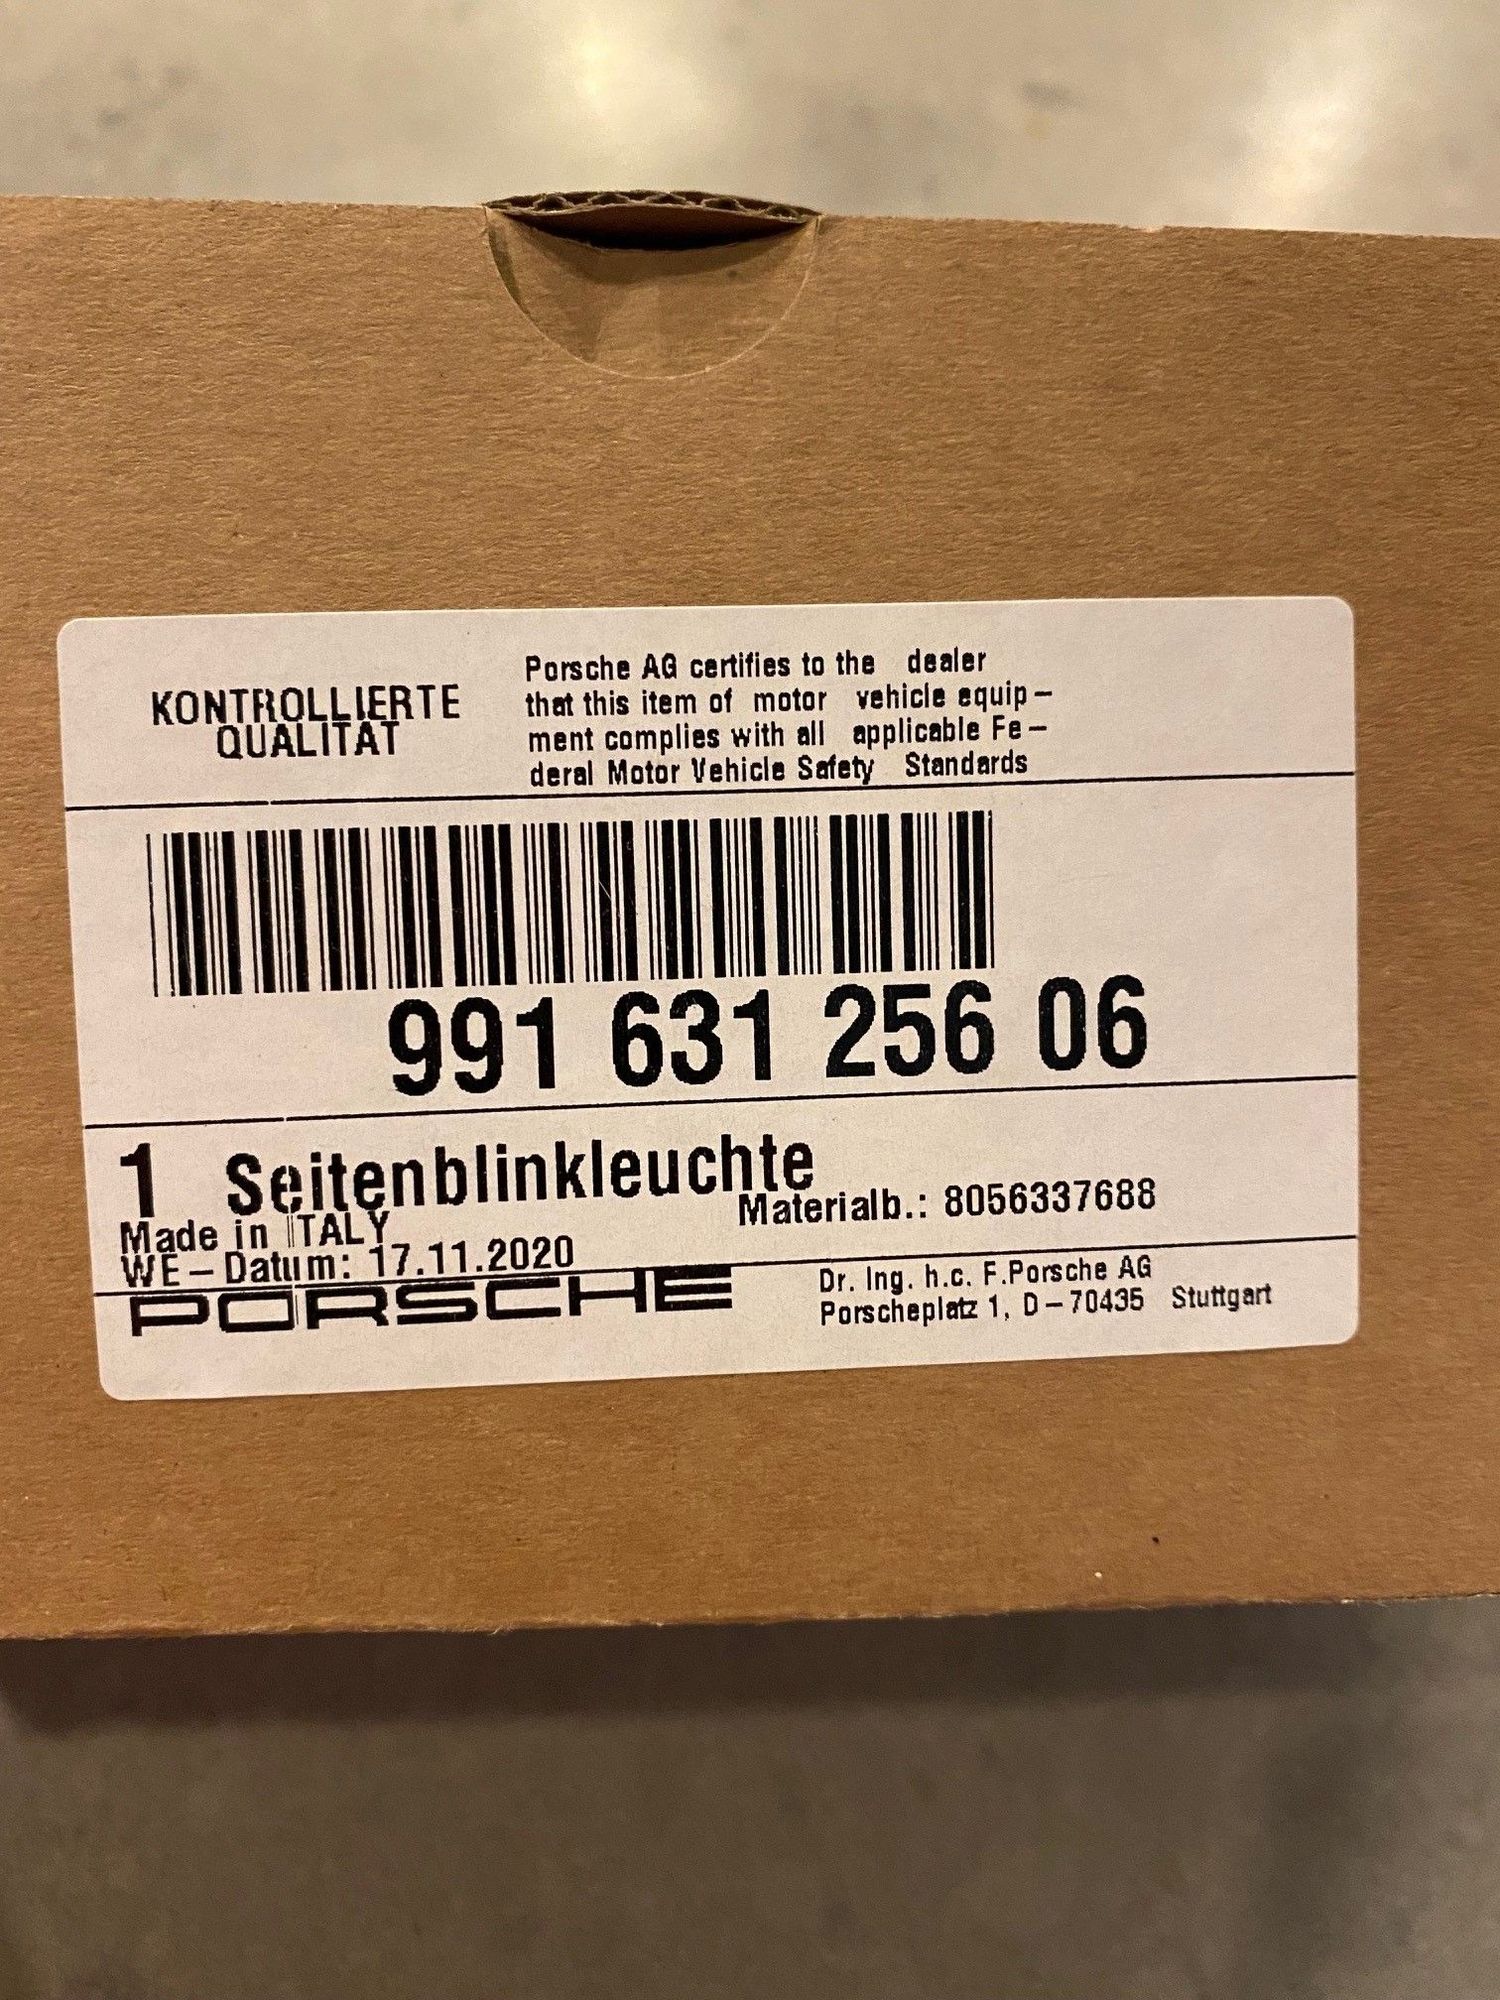 KONTROLLIERTE
QUALITÄT
Porsche AG certifies to the dealer
that this item of motor vehicle equip–
ment complies with all applicable Fe–
deral Motor Vehicle Safety Standards
991 631 256 06
1 Seitenblinkleuchte
Materialb.: 8056337688
Made in ITALY
WE–Datum: 17.11.2020
PORSCHE
Dr. Ing. h.c. F.Porsche AG
Porscheplatz 1, D–70435 Stuttgart